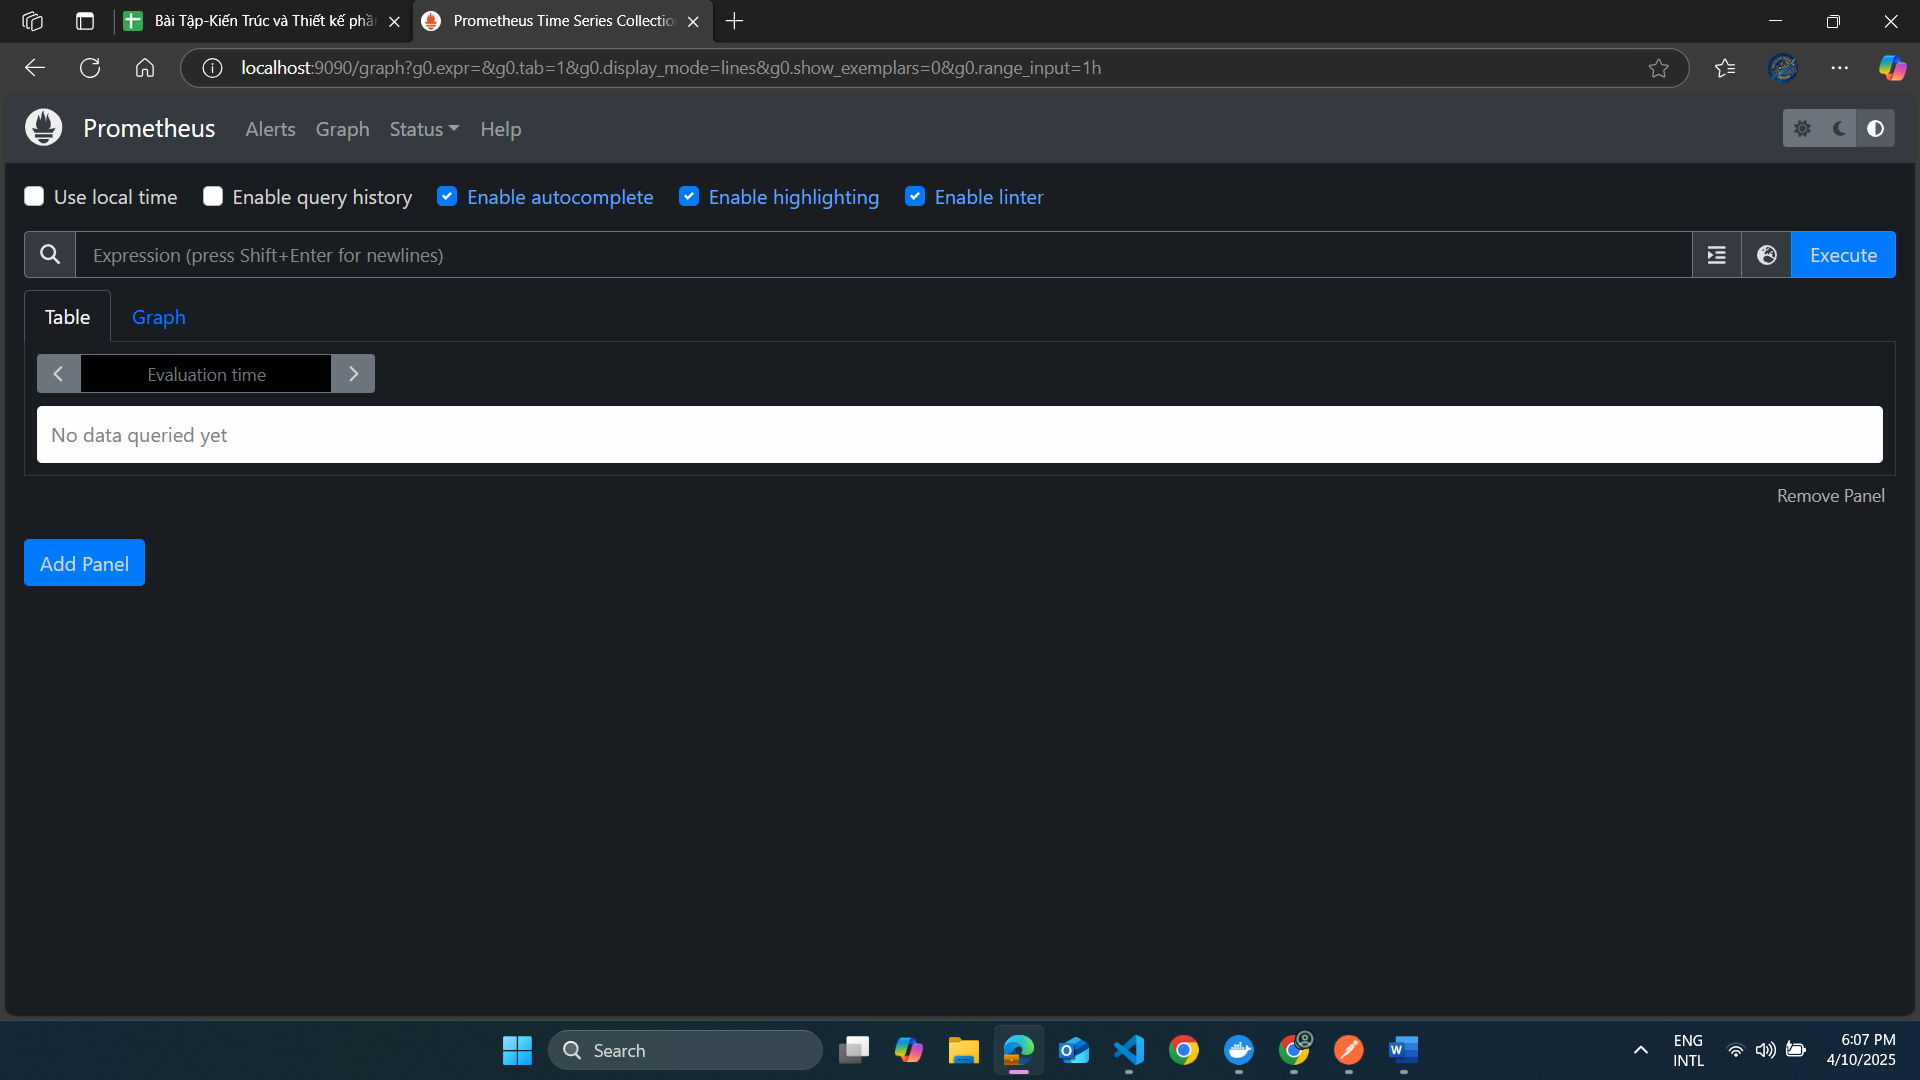 Bài Tập-Kiến Trúc và Thiết kế phần
Prometheus Time Series Collectio
localhost:9090/graph?g0.expr=&g0.tab=1&g0.display_mode=lines&g0.show_exemplars=0&g0.range_input=1h
Prometheus Alerts Graph Status Help
Use local time Enable query history Enable autocomplete Enable highlighting Enable linter
Expression (press Shift+Enter for newlines) Execute
Table Graph
Evaluation time
No data queried yet
Remove Panel
Add Panel
Search
ENG
INTL
6:07 PM
4/10/2025